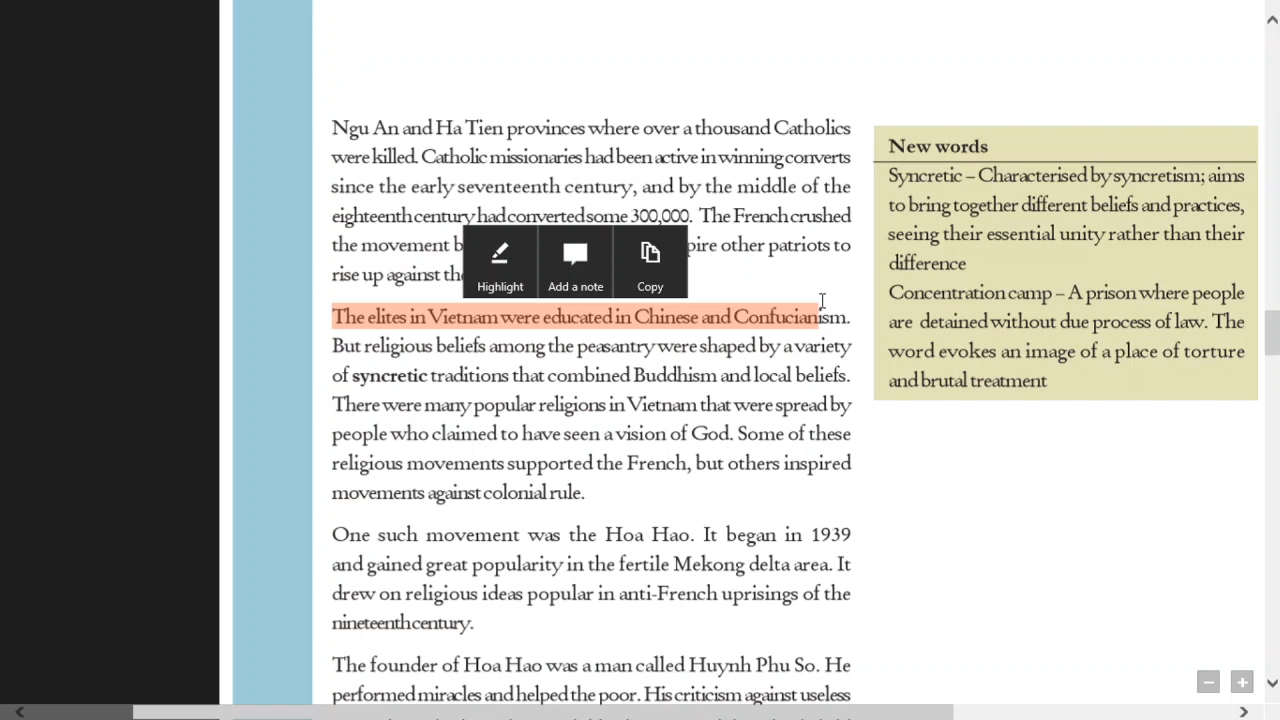 Ngu An and Ha Tien provinces where over a thousand Catholics
were killed. Catholic missionaries had been active in winning converts
since the early seventeenth century, and by the middle of the
eighteenth century had converted some 300,000. The French crushed
the movement b pire other patriots to
rise up against the
Highlight
Add a note
Copy
The elites in Vietnam were educated in Chinese and Confucianism.
But religious beliefs among the peasantry were shaped by a variety
of syncretic traditions that combined Buddhism and local beliefs.
There were many popular religions in Vietnam that were spread by
people who claimed to have seen a vision of God. Some of these
religious movements supported the French, but others inspired
movements against colonial rule.
One such movement was the Hoa Hao. It began in 1939
and gained great popularity in the fertile Mekong delta area. It
drew on religious ideas popular in anti-French uprisings of the
nineteenth century.
The founder of Hoa Hao was a man called Huynh Phu So. He
performed miracles and helped the poor. His criticism against useless
New words
Syncretic – Characterised by syncretism; aims
to bring together different beliefs and practices,
seeing their essential unity rather than their
difference
Concentration camp – A prison where people
are detained without due process of law. The
word evokes an image of a place of torture
and brutal treatment